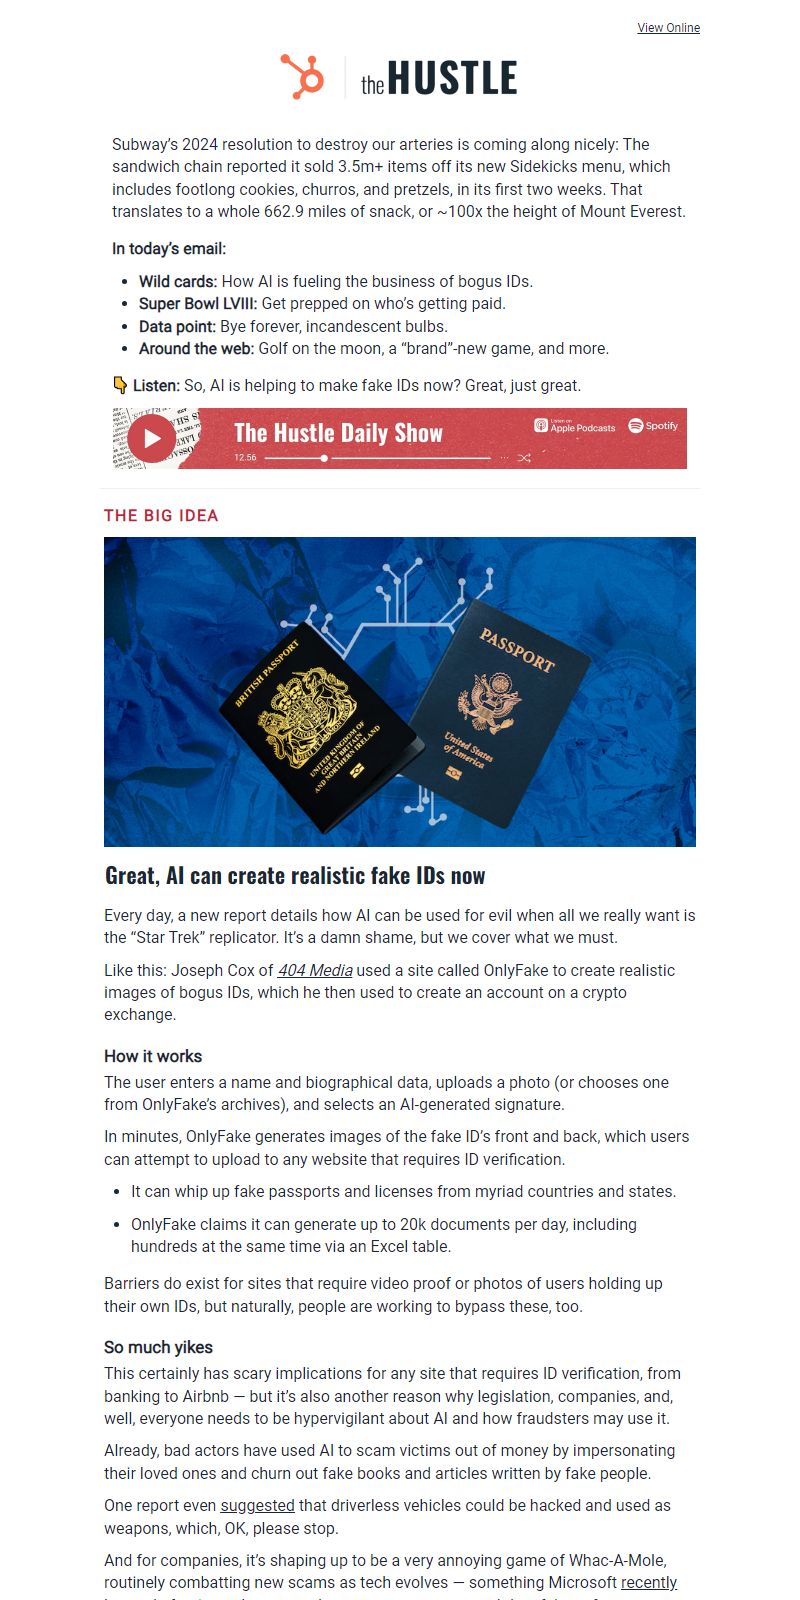 View Online
the HUSTLE
Subway’s 2024 resolution to destroy our arteries is coming along nicely: The
sandwich chain reported it sold 3.5m+ items off its new Sidekicks menu, which
includes footlong cookies, churros, and pretzels, in its first two weeks. That
translates to a whole 662.9 miles of snack, or ~100x the height of Mount Everest.
In today’s email:
• Wild cards: How AI is fueling the business of bogus IDs.
• Super Bowl LVIII: Get prepped on who’s getting paid.
• Data point: Bye forever, incandescent bulbs.
• Around the web: Golf on the moon, a “brand”-new game, and more.
👇 Listen: So, AI is helping to make fake IDs now? Great, just great.
The Hustle Daily Show
Listen on
Apple Podcasts
Spotify
12.56
THE BIG IDEA
BRITISH PASSPORT
UNITED KINGDOM OF
GREAT BRITAIN
AND NORTHERN IRELAND
PASSPORT
United States
of America
Great, AI can create realistic fake IDs now
Every day, a new report details how AI can be used for evil when all we really want is
the “Star Trek” replicator. It’s a damn shame, but we cover what we must.
Like this: Joseph Cox of 404 Media used a site called OnlyFake to create realistic
images of bogus IDs, which he then used to create an account on a crypto
exchange.
How it works
The user enters a name and biographical data, uploads a photo (or chooses one
from OnlyFake’s archives), and selects an AI-generated signature.
In minutes, OnlyFake generates images of the fake ID’s front and back, which users
can attempt to upload to any website that requires ID verification.
• It can whip up fake passports and licenses from myriad countries and states.
• OnlyFake claims it can generate up to 20k documents per day, including
hundreds at the same time via an Excel table.
Barriers do exist for sites that require video proof or photos of users holding up
their own IDs, but naturally, people are working to bypass these, too.
So much yikes
This certainly has scary implications for any site that requires ID verification, from
banking to Airbnb — but it’s also another reason why legislation, companies, and,
well, everyone needs to be hypervigilant about AI and how fraudsters may use it.
Already, bad actors have used AI to scam victims out of money by impersonating
their loved ones and churn out fake books and articles written by fake people.
One report even suggested that driverless vehicles could be hacked and used as
weapons, which, OK, please stop.
And for companies, it’s shaping up to be a very annoying game of Whac-A-Mole,
routinely combatting new scams as tech evolves — something Microsoft recently